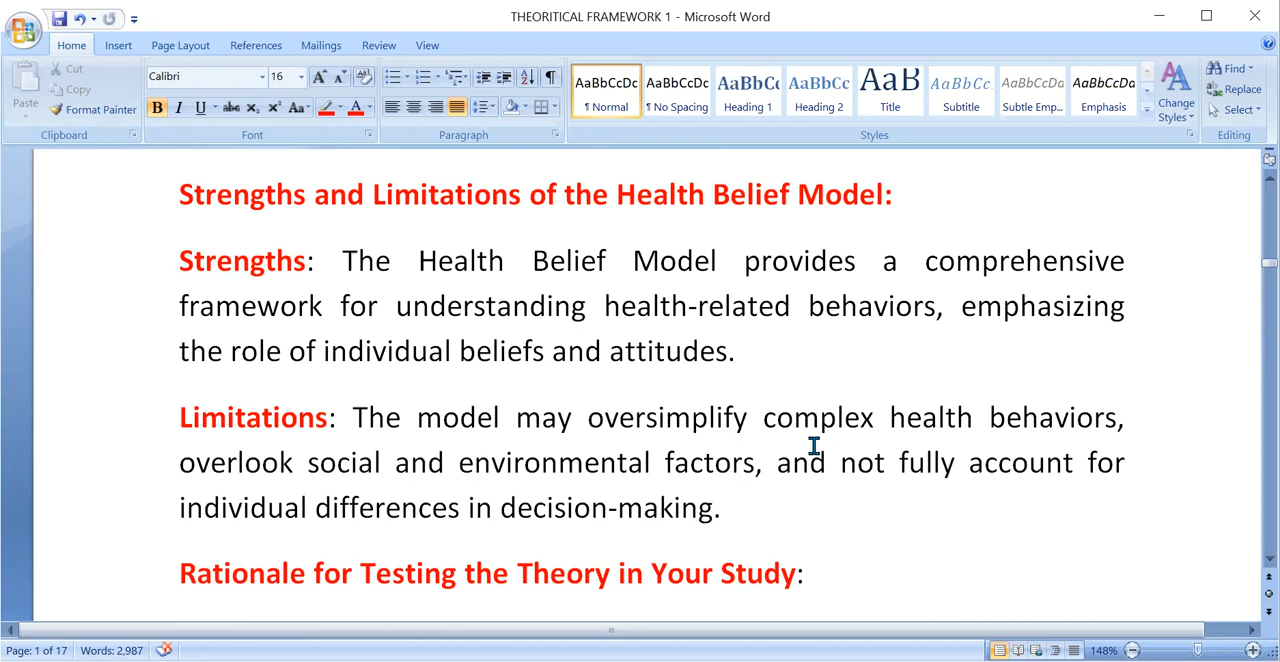 THEORITICAL FRAMEWORK 1 - Microsoft Word
Home Insert Page Layout References Mailings Review View
Paste
Cut
Copy
Format Painter
Clipboard
Calibri 16
B I U abc x₂ x² Aa
Font
Paragraph
AaBbCcDc AaBbCcDc AaBbCc AaBbCc AaB AaBbCc. AaBbCcDc AaBbCcDc
¶ Normal ¶ No Spacing Heading 1 Heading 2 Title Subtitle Subtle Emp... Emphasis
Change Styles
Styles
Find
Replace
Select
Editing
Strengths and Limitations of the Health Belief Model:
Strengths: The Health Belief Model provides a comprehensive
framework for understanding health-related behaviors, emphasizing
the role of individual beliefs and attitudes.
Limitations: The model may oversimplify complex health behaviors,
overlook social and environmental factors, and not fully account for
individual differences in decision-making.
Rationale for Testing the Theory in Your Study:
Page: 1 of 17 Words: 2,987 148%